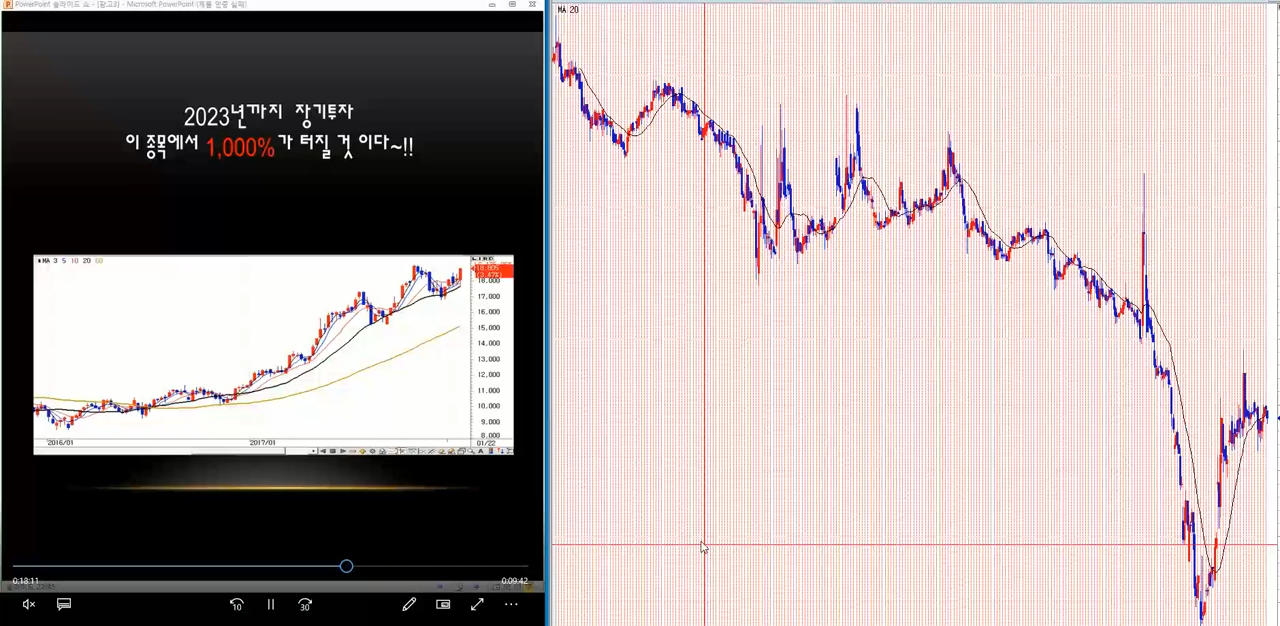 PowerPoint 슬라이드 쇼 - [광고3] - Microsoft PowerPoint (제품 인증 실패)
2023년까지 장기투자
이 종목에서 1,000% 가 터질 것 이다~!!
MA 3 5 10 20 60
18,000
17,000
16,000
15,000
14,000
13,000
12,000
11,000
10,000
9,000
8,000
2016/01 2017/01 01/22
0:18:11 0:09:42
10 30
MA 20